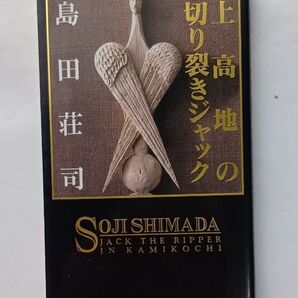 上高地の
切り裂きジャック
島田荘司
SOJI SHIMADA
JACK THE RIPPER
IN KAMIKOCHI